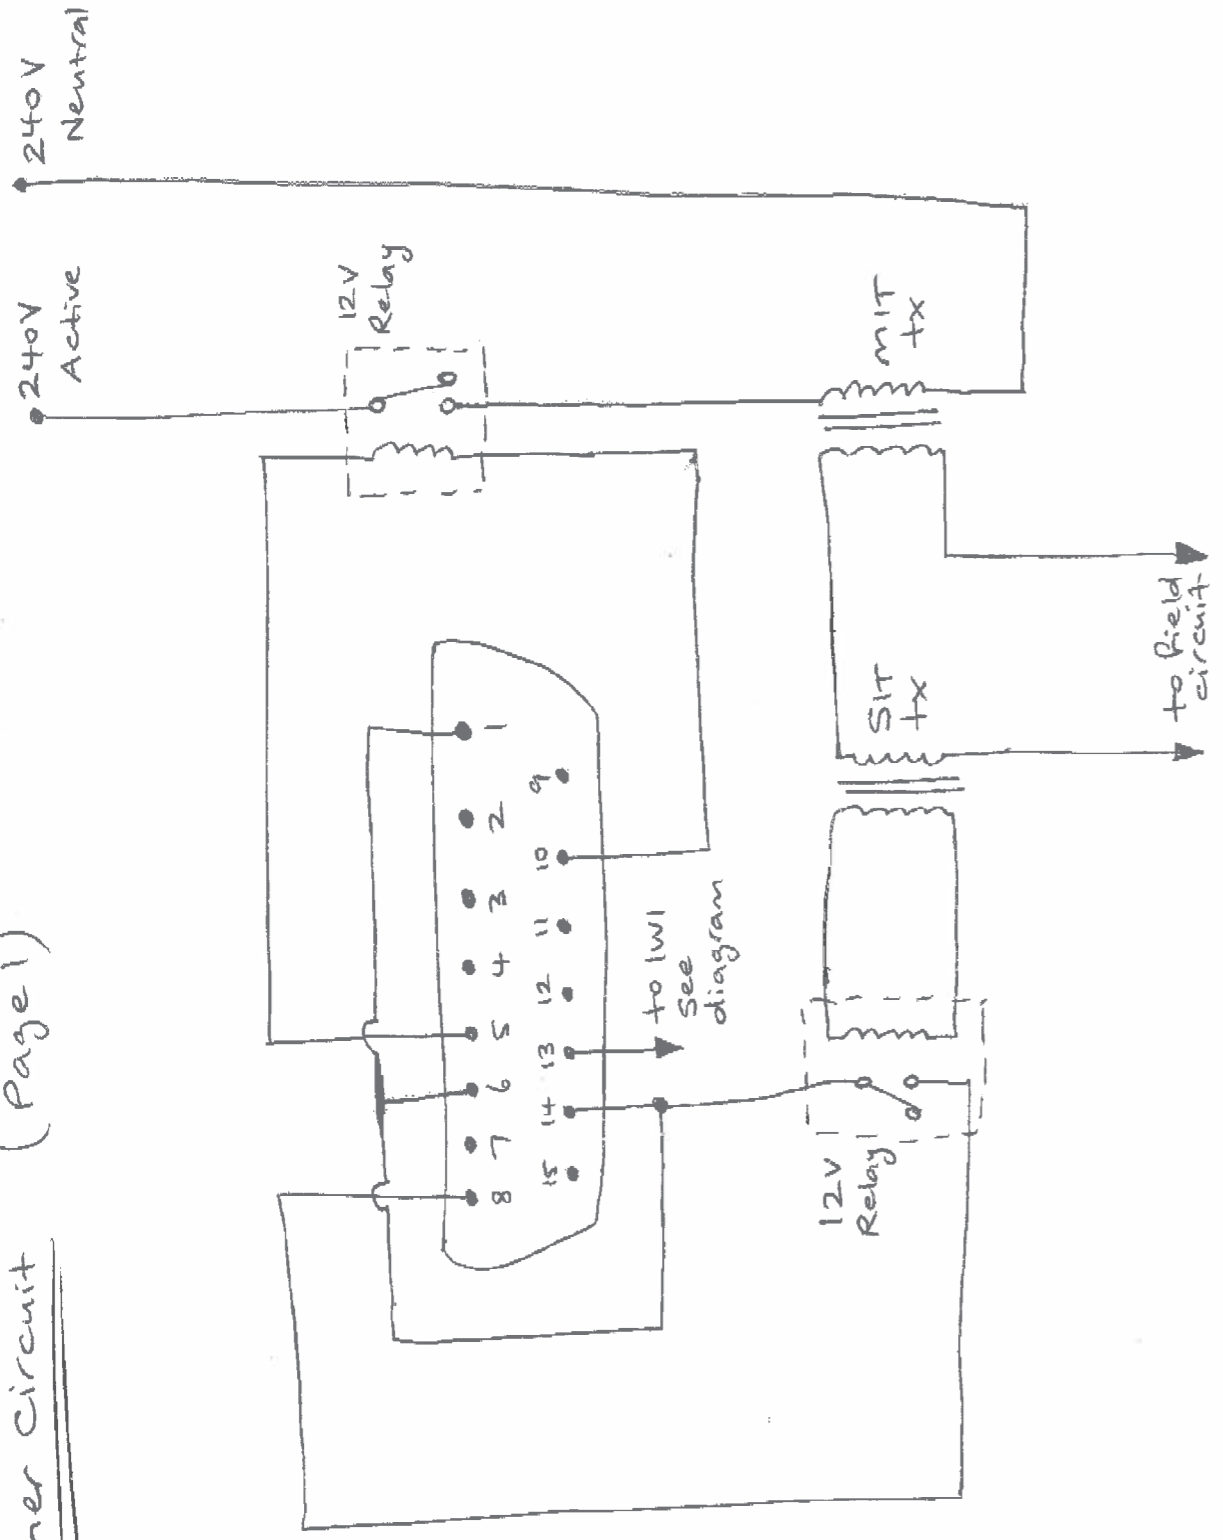 Circuit (Page 1)
240V
Active
240V
Neutral
12V
Relay
1
2
3
4
5
6
7
8
9
10
11
12
13
14
15
to IWI
see
diagram
12V
Relay
SIT
tx
MIT
tx
to field
circuit